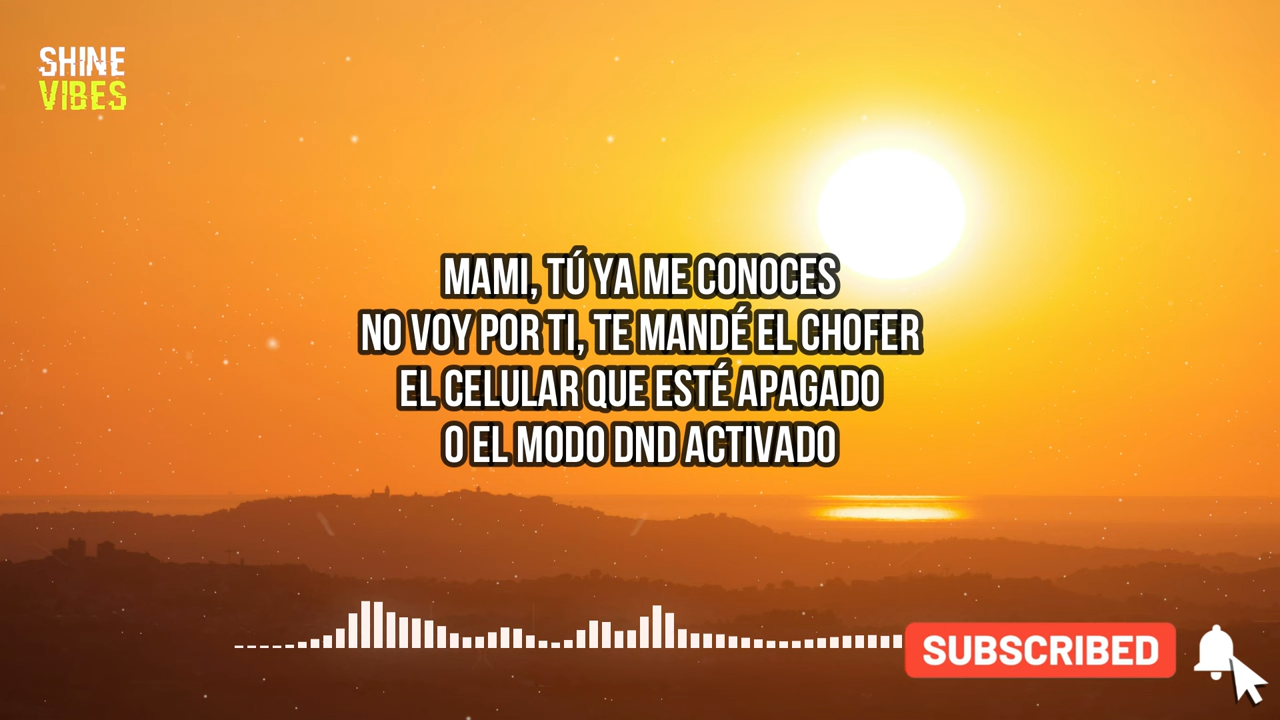 SHINE
VIBES
MAMI, TÚ YA ME CONOCES
NO VOY POR TI, TE MANDÉ EL CHOFER
EL CELULAR QUE ESTÉ APAGADO
O EL MODO DND ACTIVADO
SUBSCRIBED